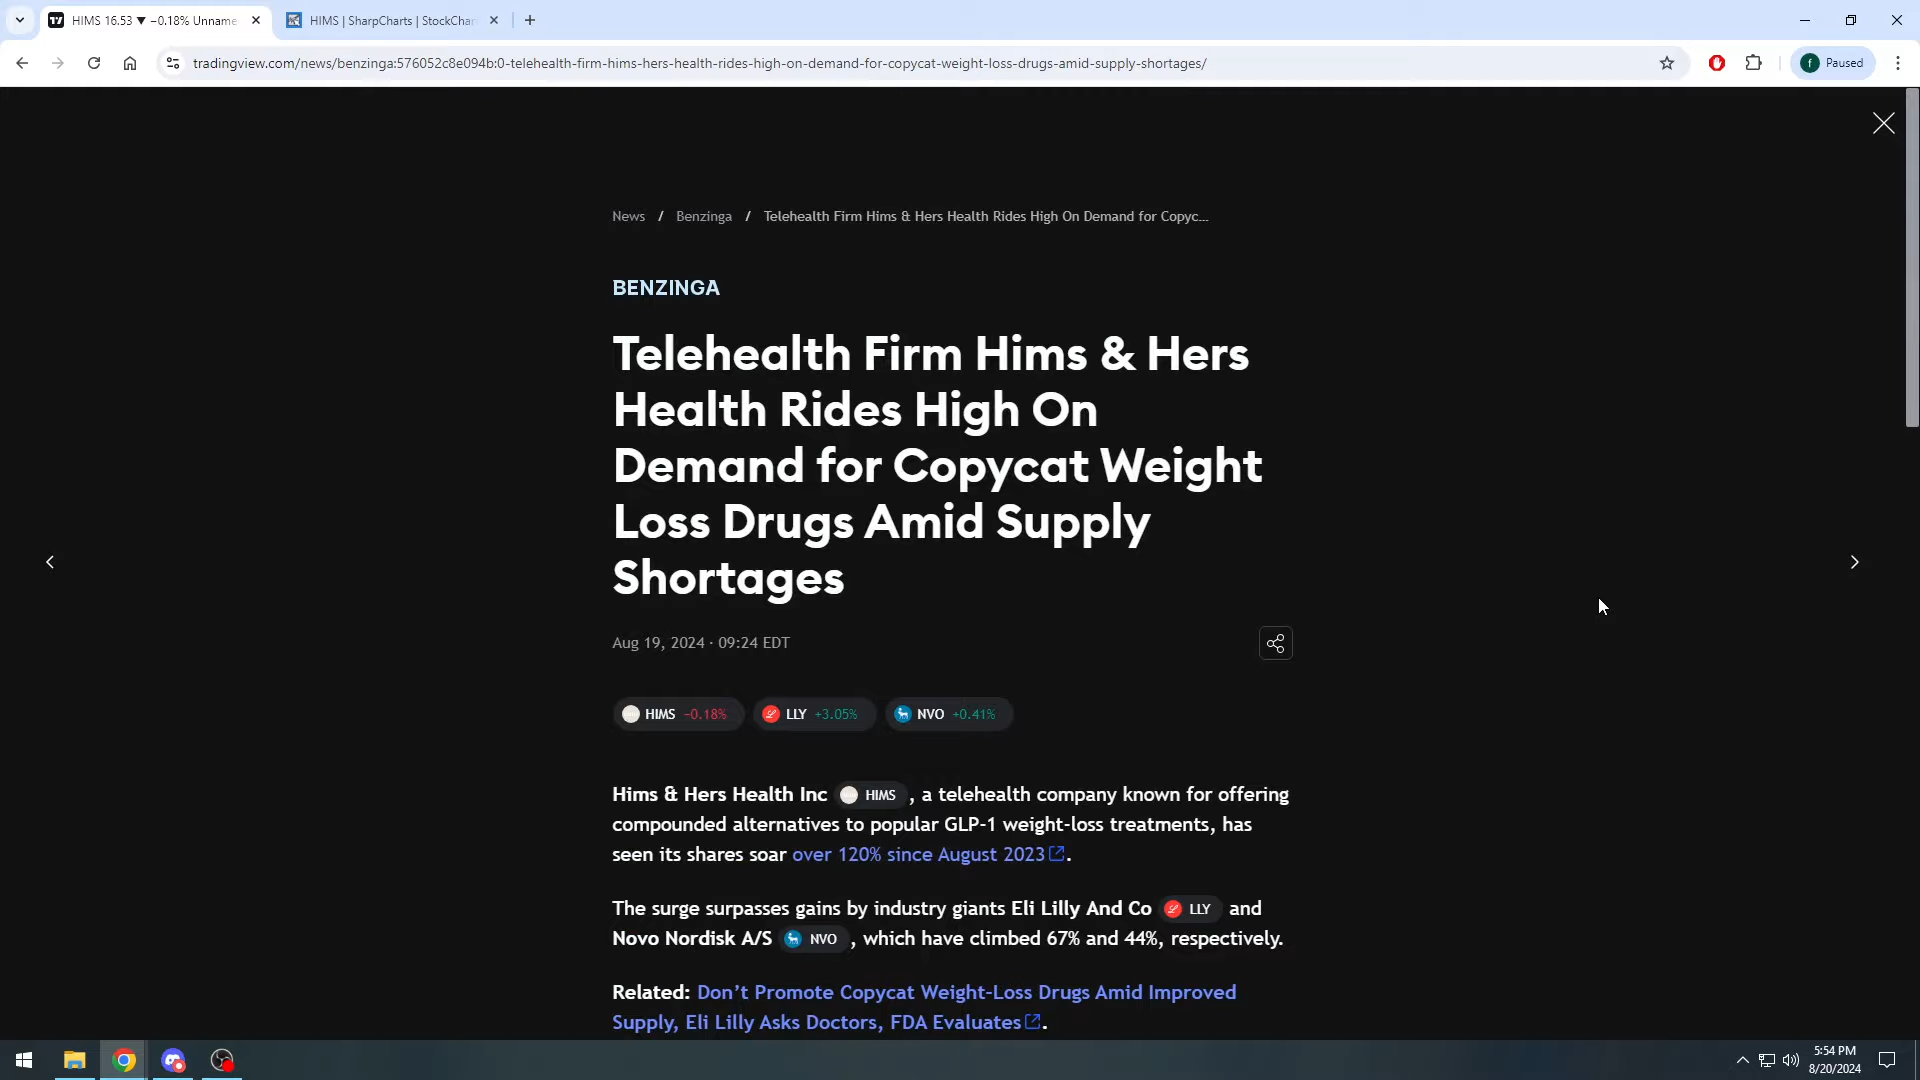 HIMS 16.53 ▼ −0.18% Unname
HIMS | SharpCharts | StockChar
tradingview.com/news/benzinga:576052c8e094b:0-telehealth-firm-hims-hers-health-rides-high-on-demand-for-copycat-weight-loss-drugs-amid-supply-shortages/
f Paused
News / Benzinga / Telehealth Firm Hims & Hers Health Rides High On Demand for Copyc...
BENZINGA
Telehealth Firm Hims & Hers
Health Rides High On
Demand for Copycat Weight
Loss Drugs Amid Supply
Shortages
Aug 19, 2024 · 09:24 EDT
HIMS −0.18% LLY +3.05% NVO +0.41%
Hims & Hers Health Inc HIMS , a telehealth company known for offering
compounded alternatives to popular GLP-1 weight-loss treatments, has
seen its shares soar over 120% since August 2023.
The surge surpasses gains by industry giants Eli Lilly And Co LLY and
Novo Nordisk A/S NVO , which have climbed 67% and 44%, respectively.
Related: Don’t Promote Copycat Weight-Loss Drugs Amid Improved
Supply, Eli Lilly Asks Doctors, FDA Evaluates.
5:54 PM
8/20/2024